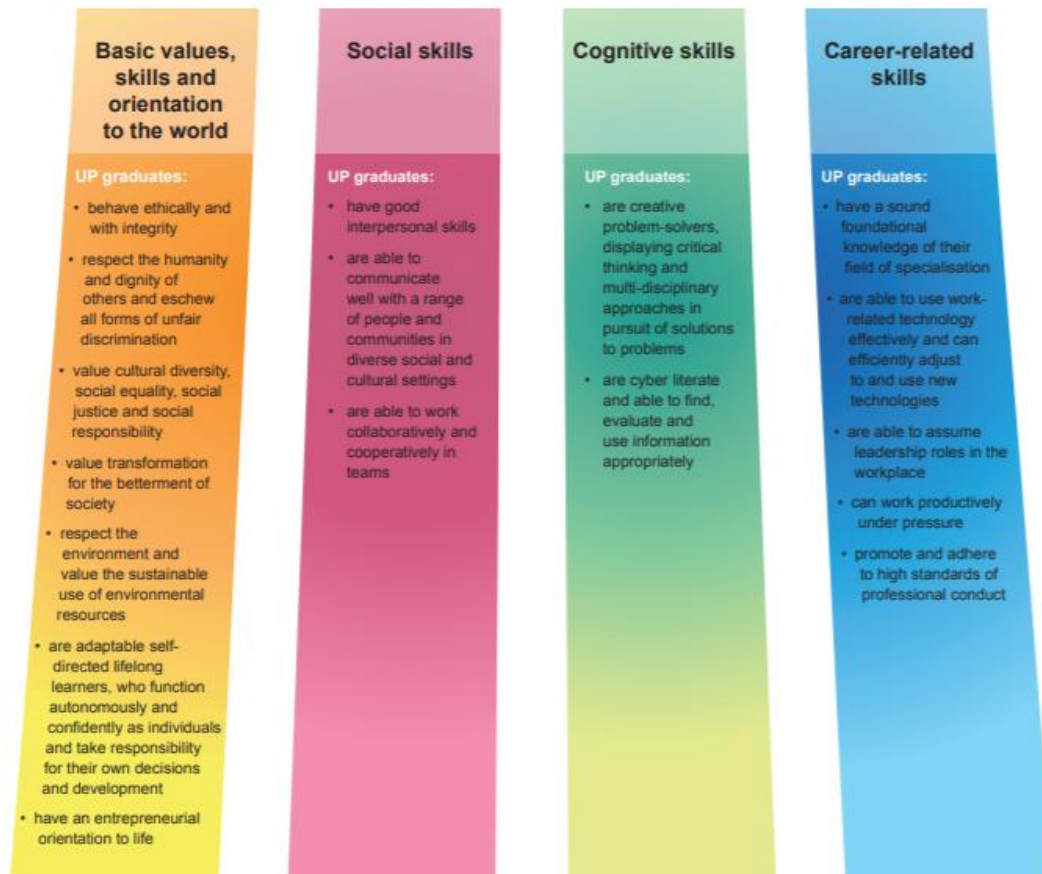 Basic values,
skills and
orientation
to the world
UP graduates:
• behave ethically and
with integrity
• respect the humanity
and dignity of
others and eschew
all forms of unfair
discrimination
• value cultural diversity,
social equality, social
justice and social
responsibility
• value transformation
for the betterment of
society
• respect the
environment and
value the sustainable
use of environmental
resources
• are adaptable self-
directed lifelong
learners, who function
autonomously and
confidently as individuals
and take responsibility
for their own decisions
and development
• have an entrepreneurial
orientation to life
Social skills
UP graduates:
• have good
interpersonal skills
• are able to
communicate
well with a range
of people and
communities in
diverse social and
cultural settings
• are able to work
collaboratively and
cooperatively in
teams
Cognitive skills
UP graduates:
• are creative
problem-solvers,
displaying critical
thinking and
multi-disciplinary
approaches in
pursuit of solutions
to problems
• are cyber literate
and able to find,
evaluate and
use information
appropriately
Career-related
skills
UP graduates:
• have a sound
foundational
knowledge of their
field of specialisation
• are able to use work-
related technology
effectively and can
efficiently adjust
to and use new
technologies
• are able to assume
leadership roles in the
workplace
• can work productively
under pressure
• promote and adhere
to high standards of
professional conduct